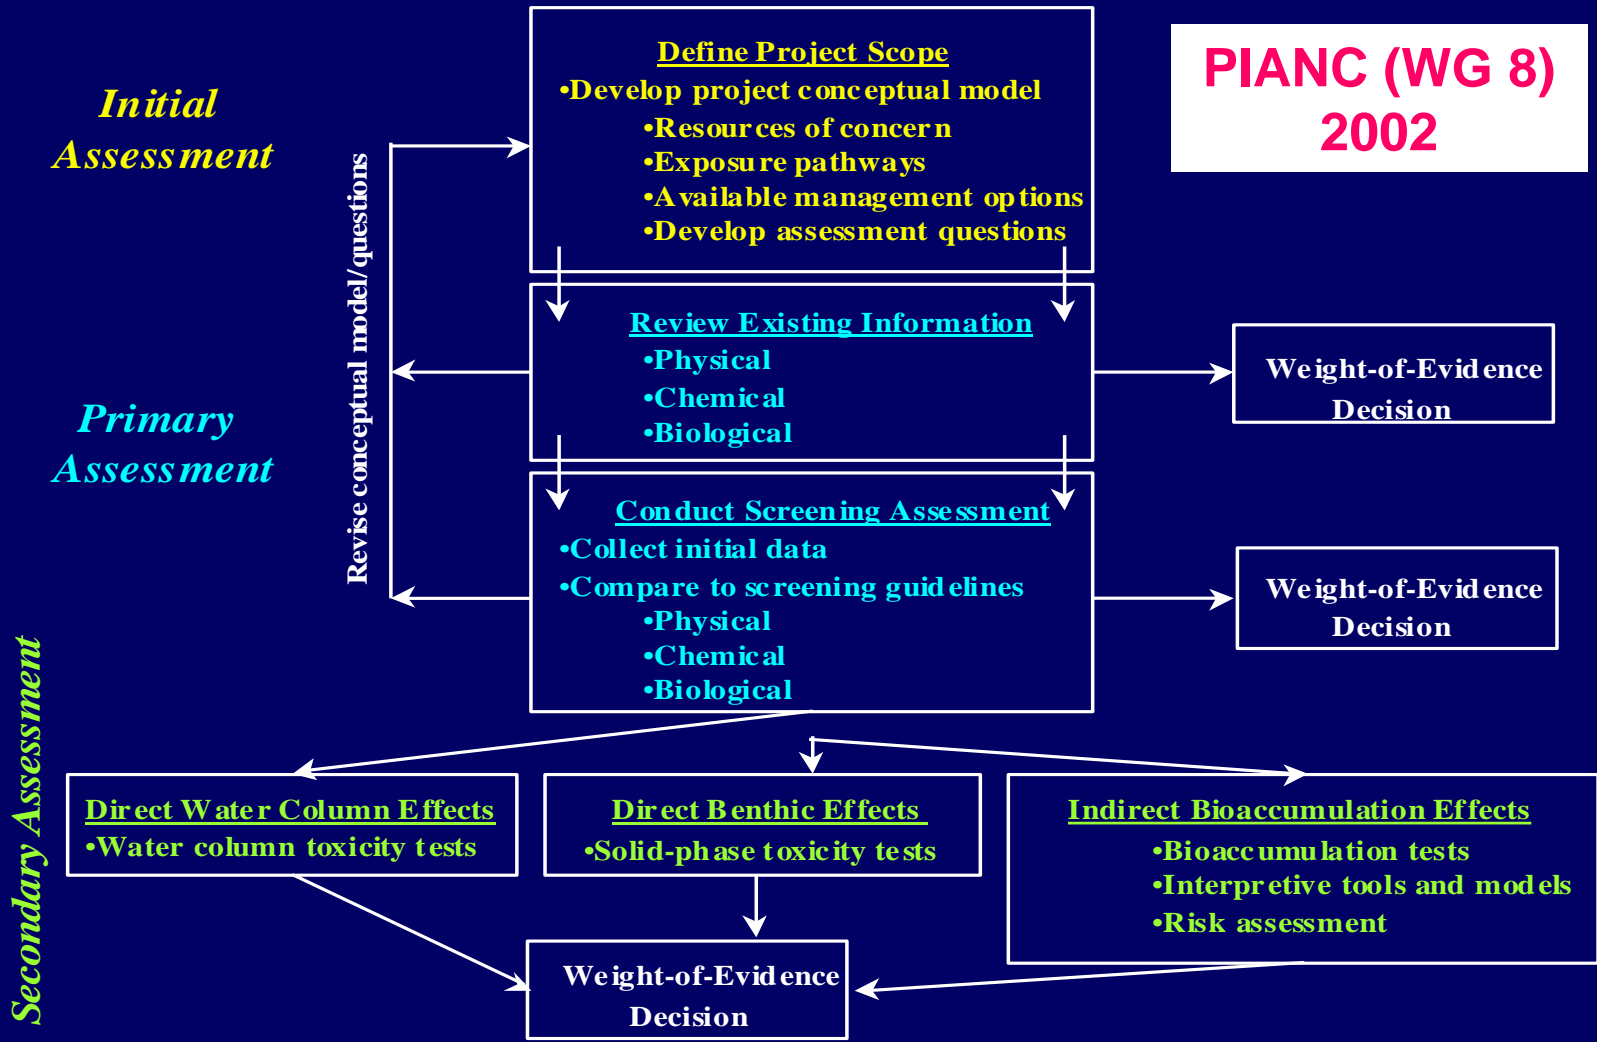 Initial
Assessment
Define Project Scope
•Develop project conceptual model
•Resources of concern
•Exposure pathways
•Available management options
•Develop assessment questions
PIANC (WG 8)
2002
Revise conceptual model/questions
Primary
Assessment
Review Existing Information
•Physical
•Chemical
•Biological
Weight-of-Evidence
Decision
Conduct Screening Assessment
•Collect initial data
•Compare to screening guidelines
•Physical
•Chemical
•Biological
Weight-of-Evidence
Decision
Secondary Assessment
Direct Water Column Effects
•Water column toxicity tests
Direct Benthic Effects
•Solid-phase toxicity tests
Indirect Bioaccumulation Effects
•Bioaccumulation tests
•Interpretive tools and models
•Risk assessment
Weight-of-Evidence
Decision